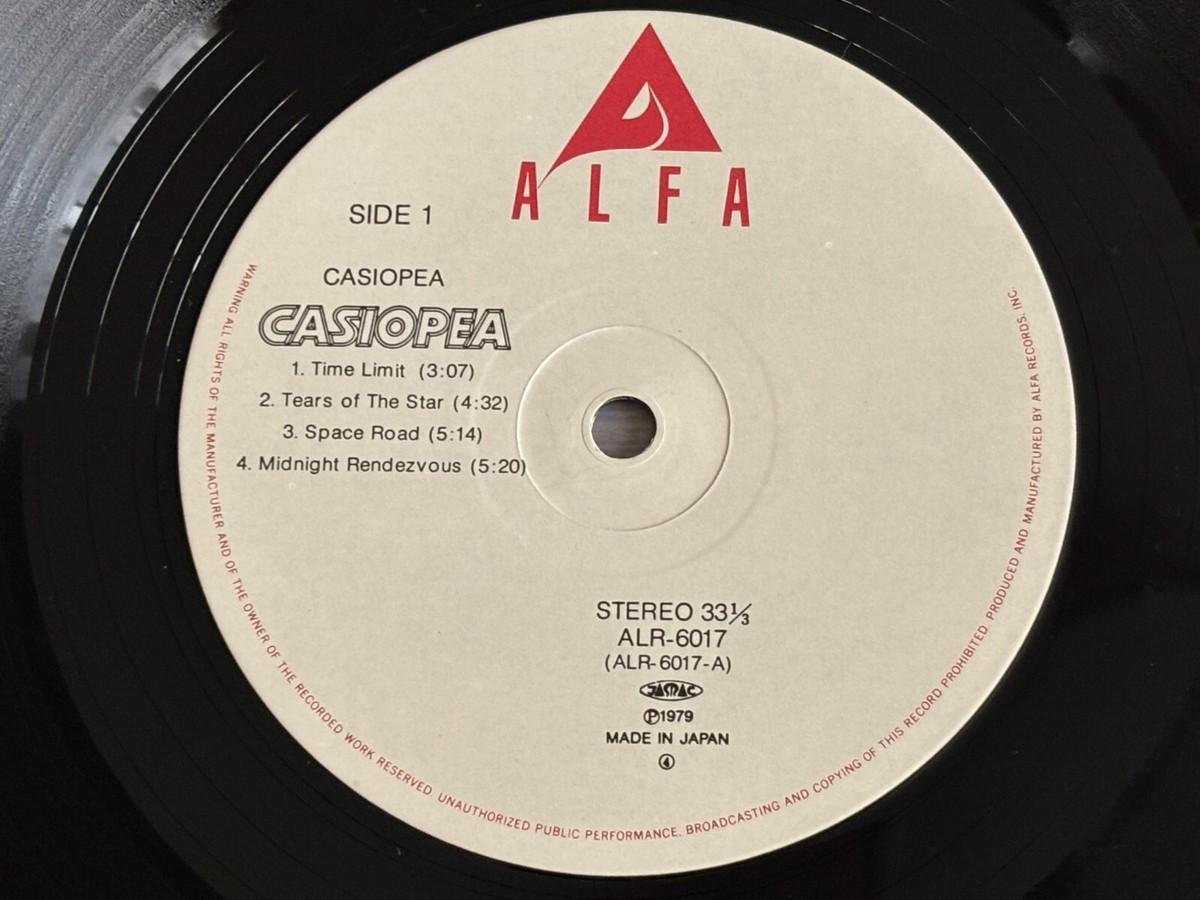 ALFA
SIDE 1
CASIOPEA
CASIOPEA
1. Time Limit (3:07)
2. Tears of The Star (4:32)
3. Space Road (5:14)
4. Midnight Rendezvous (5:20)
STEREO 33⅓
ALR-6017
(ALR-6017-A)
JASRAC
Ⓟ1979
MADE IN JAPAN
④
WARNING ALL RIGHTS OF THE MANUFACTURER AND OF THE OWNER OF THE RECORDED WORK RESERVED. UNAUTHORIZED PUBLIC PERFORMANCE. BROADCASTING AND COPYING OF THIS RECORD PROHIBITED. PRODUCED AND MANUFACTURED BY ALFA RECORDS. INC.